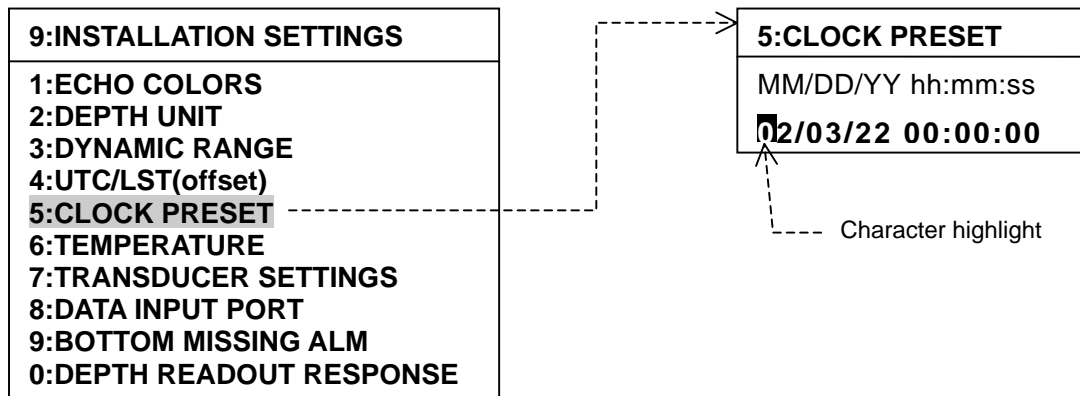 9:INSTALLATION SETTINGS
1:ECHO COLORS
2:DEPTH UNIT
3:DYNAMIC RANGE
4:UTC/LST(offset)
5:CLOCK PRESET
6:TEMPERATURE
7:TRANSDUCER SETTINGS
8:DATA INPUT PORT
9:BOTTOM MISSING ALM
0:DEPTH READOUT RESPONSE
5:CLOCK PRESET
MM/DD/YY hh:mm:ss
02/03/22 00:00:00
Character highlight